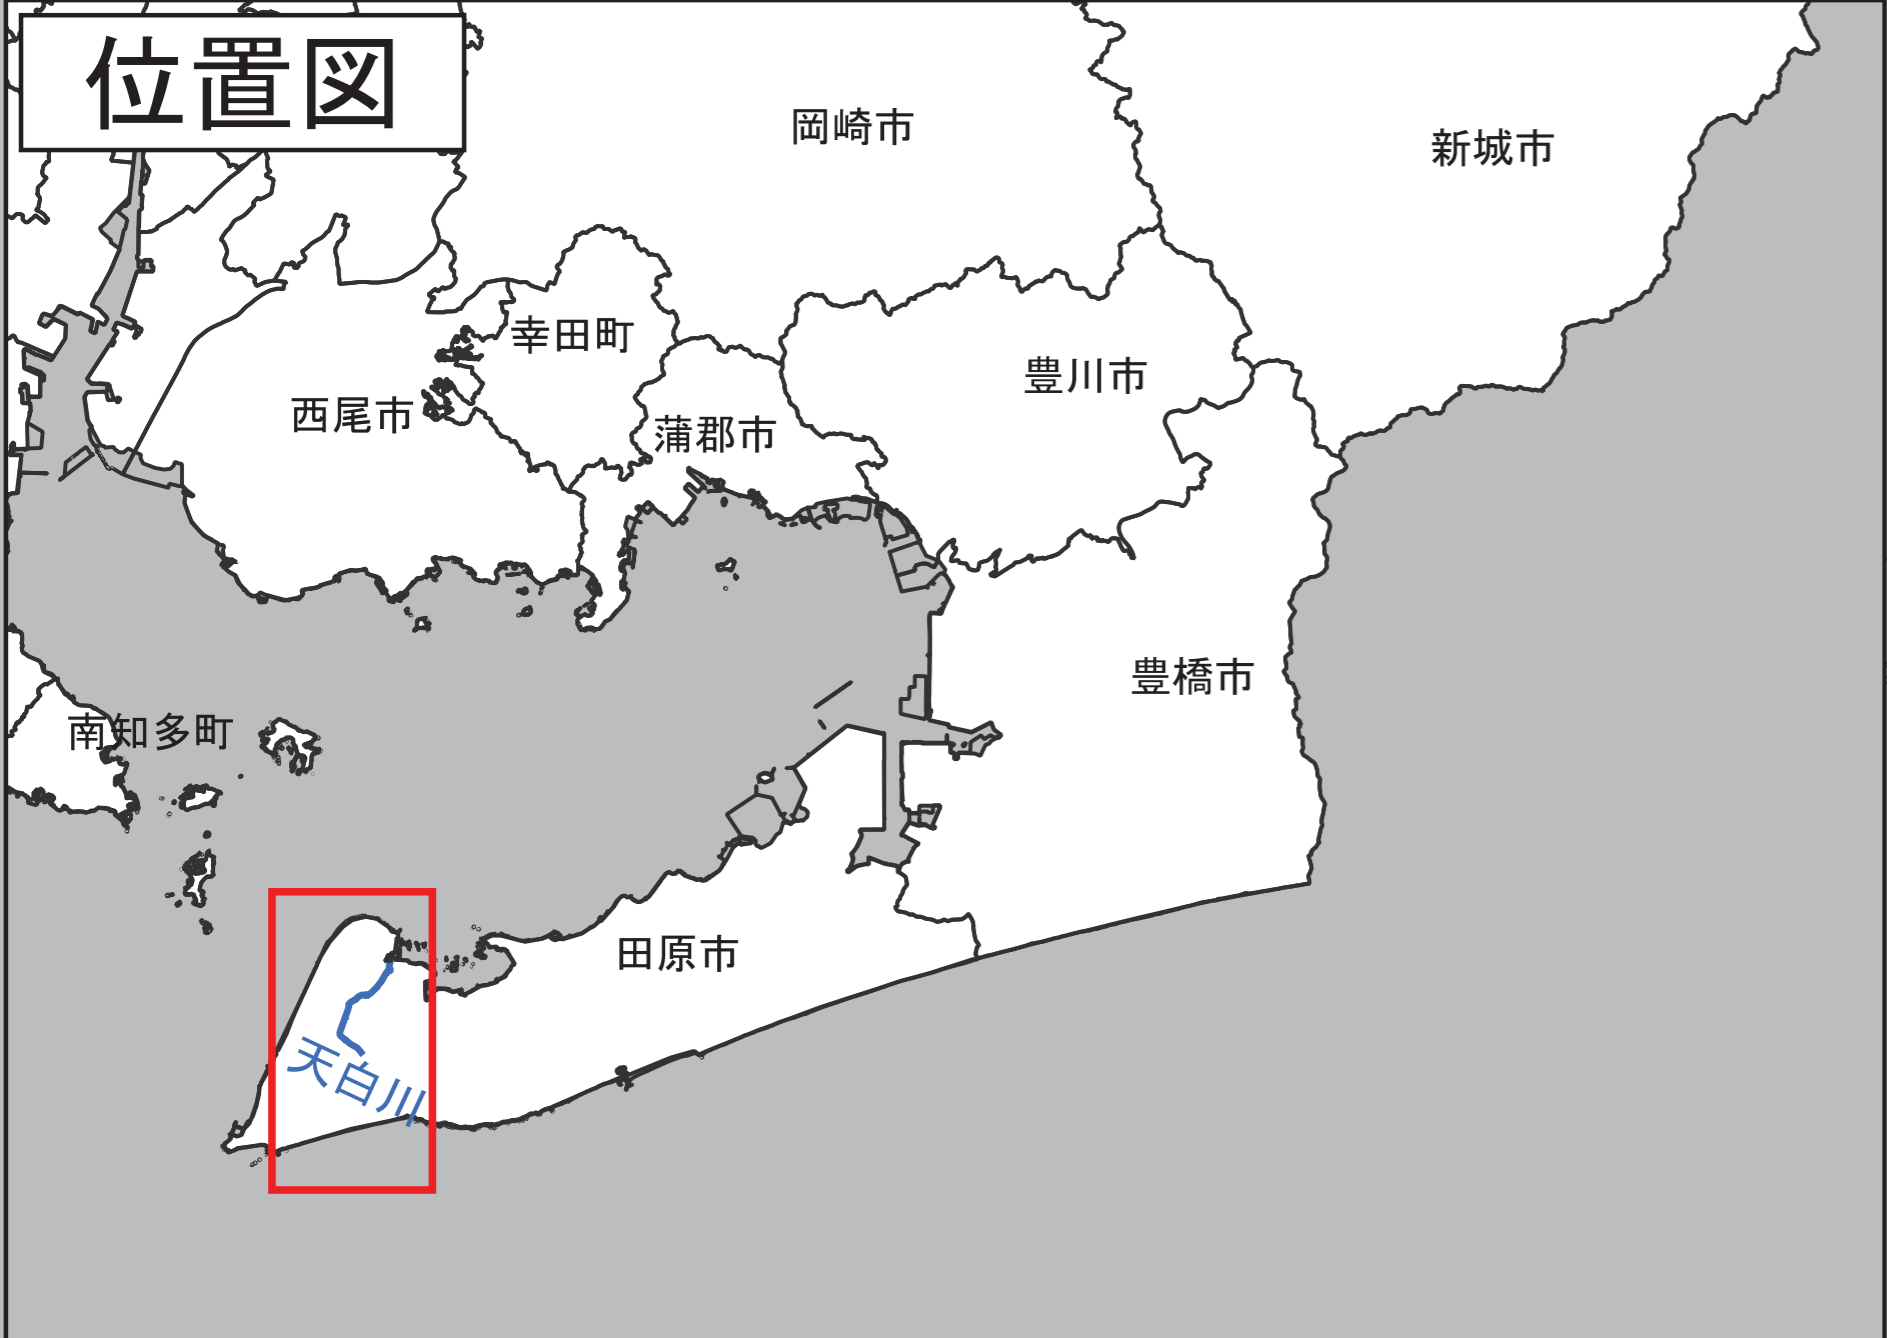 位置図
岡崎市
新城市
幸田町
豊川市
西尾市
蒲郡市
豊橋市
南知多町
田原市
天白川